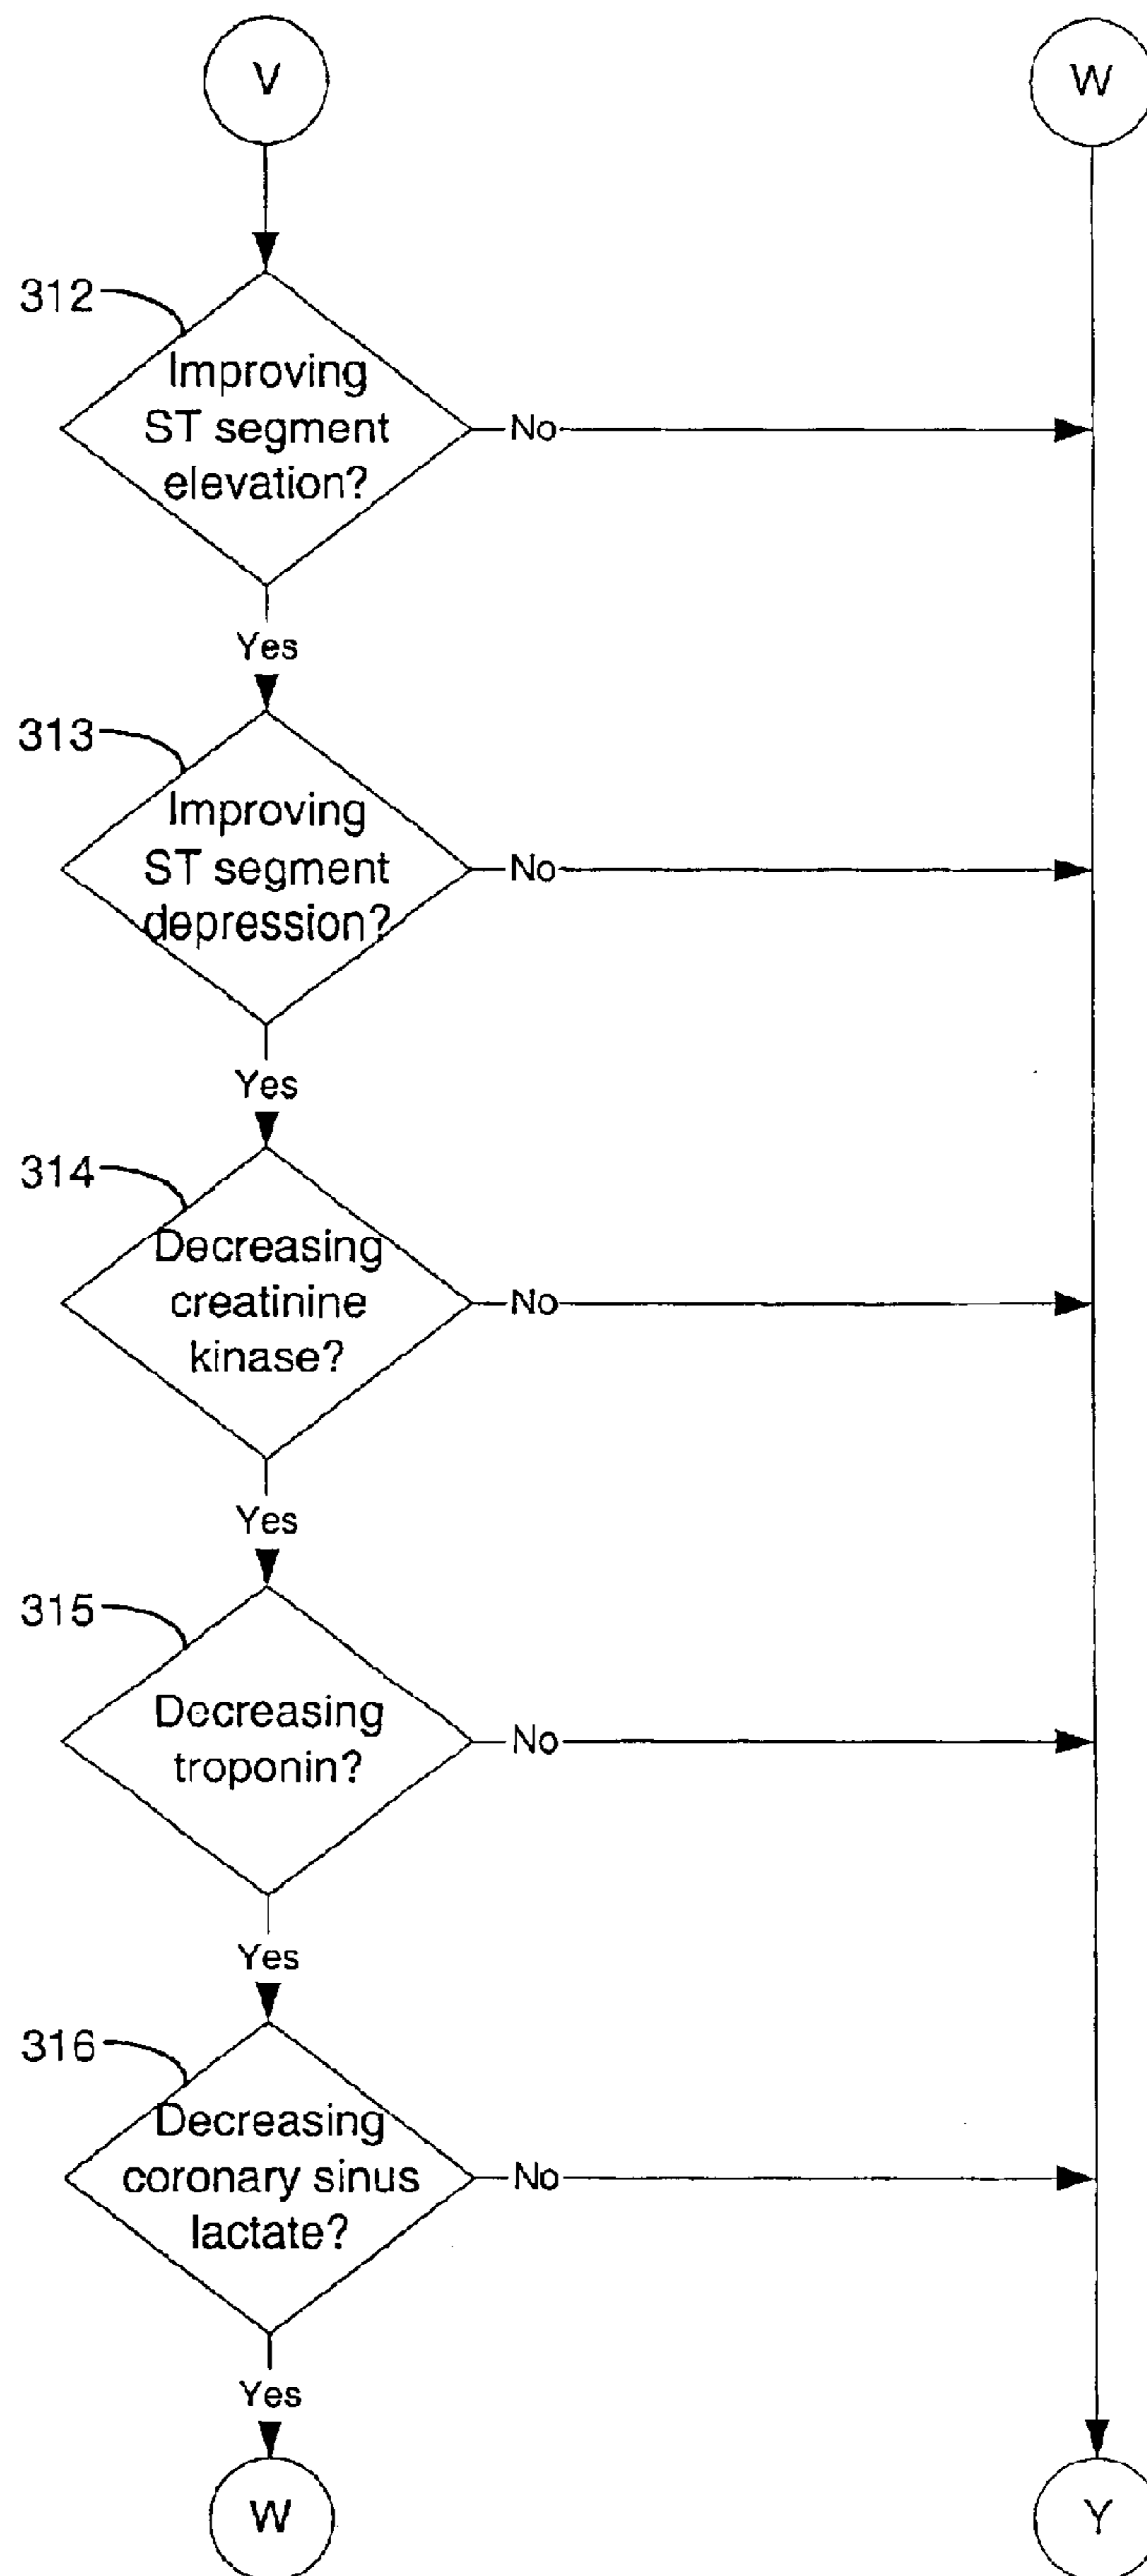 V
W
312
Improving
ST segment
elevation?
No
Yes
313
Improving
ST segment
depression?
No
Yes
314
Decreasing
creatinine
kinase?
No
Yes
315
Decreasing
troponin?
No
Yes
316
Decreasing
coronary sinus
lactate?
No
Yes
W
Y